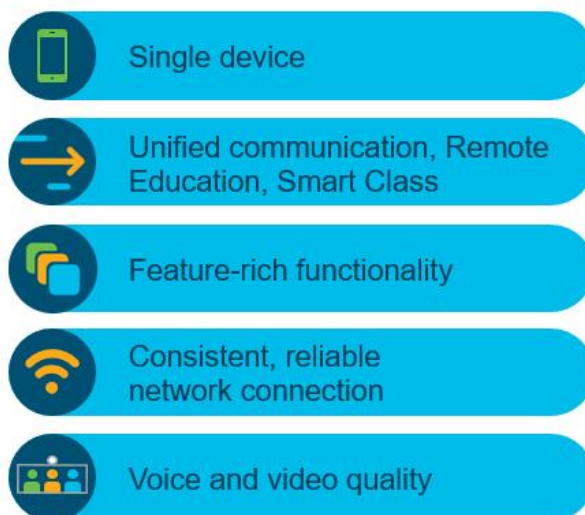 Single device
Unified communication, Remote
Education, Smart Class
Feature-rich functionality
Consistent, reliable
network connection
Voice and video quality